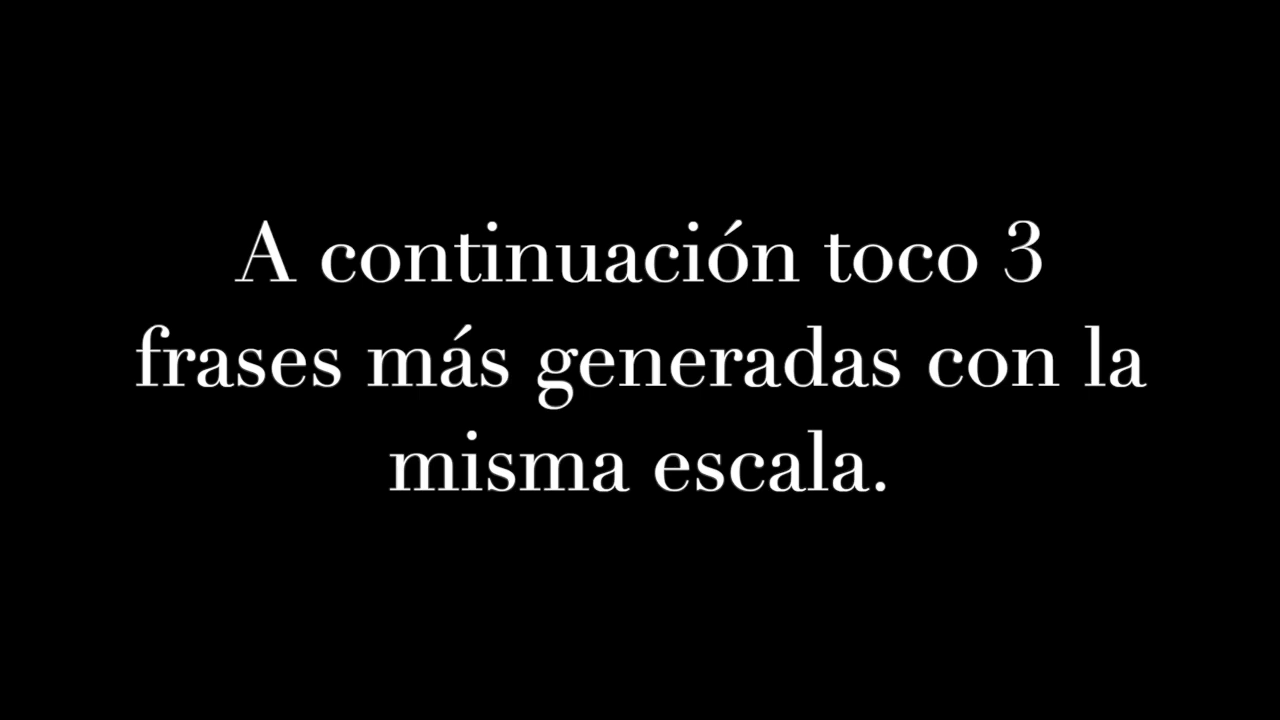 A continuación toco 3
frases más generadas con la
misma escala.